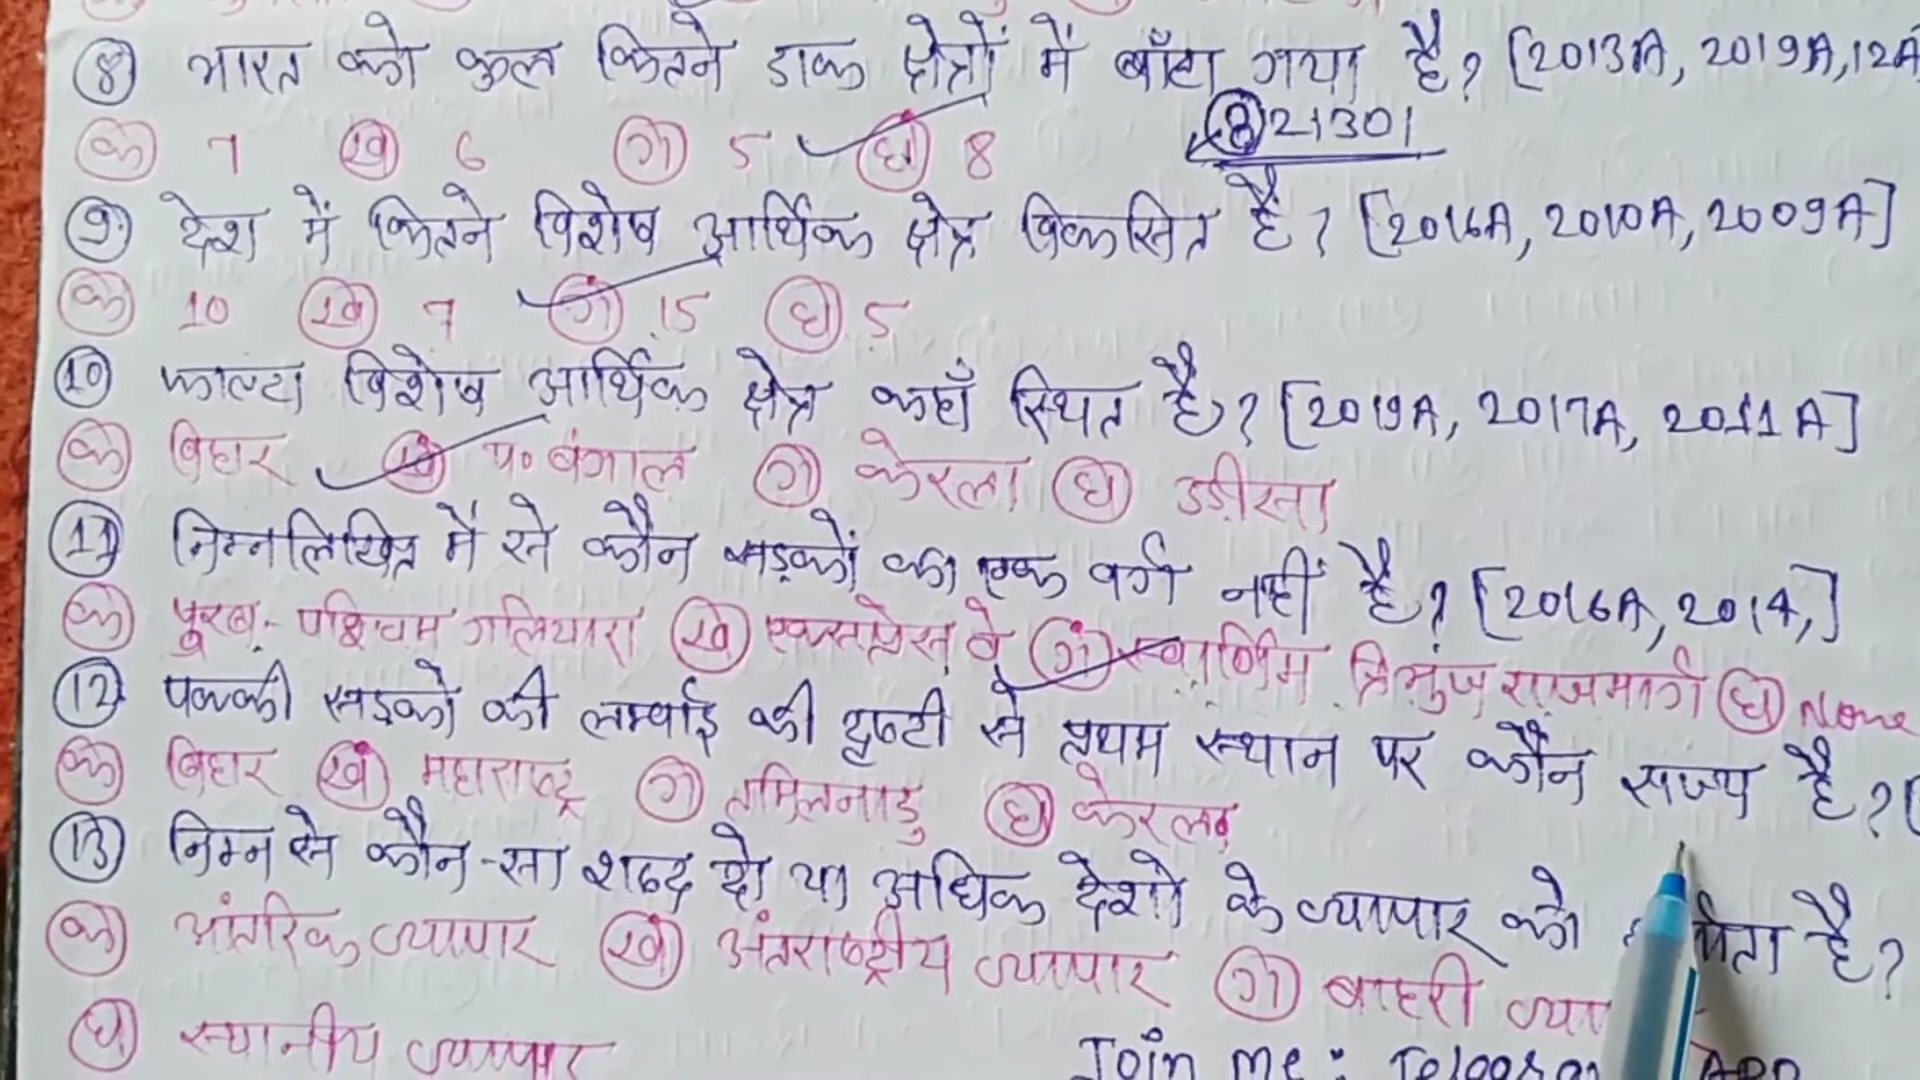 8 भारत को कुल कितने डाक क्षेत्रों में बाँटा गया है? [2013A, 2019A, 12A
क 7 ख 6 ग 5 घ 8 821301
9 देश में कितने विशेष आर्थिक क्षेत्र विकसित हैं? [2016A, 2010A, 2009A]
क 10 ख 7 ग 15 घ 5
10 फाल्टा विशेष आर्थिक क्षेत्र कहाँ स्थित है? [2019A, 2017A, 2011A]
क बिहार ख प० बंगाल ग केरला घ उड़ीसा
11 निम्नलिखित में से कौन सड़कों का एक वर्ग नहीं है? [2016A, 2014,]
क पुरब-पश्चिम गलियारा ख एक्सप्रेस वे ग स्वर्णिम त्रिभुज राजमार्ग घ None
12 पक्की सड़को की लम्बाई की दृष्टी से प्रथम स्थान पर कौन राज्य है? [
क बिहार ख महाराष्ट्र ग तमिलनाडु घ केरल
13 निम्न से कौन-सा शब्द दो या अधिक देशो के व्यापार को है?
क आंतरिक व्यापार ख अंतराष्ट्रीय व्यापार ग बाहरी
घ स्थानीय व्यापार
Join me: